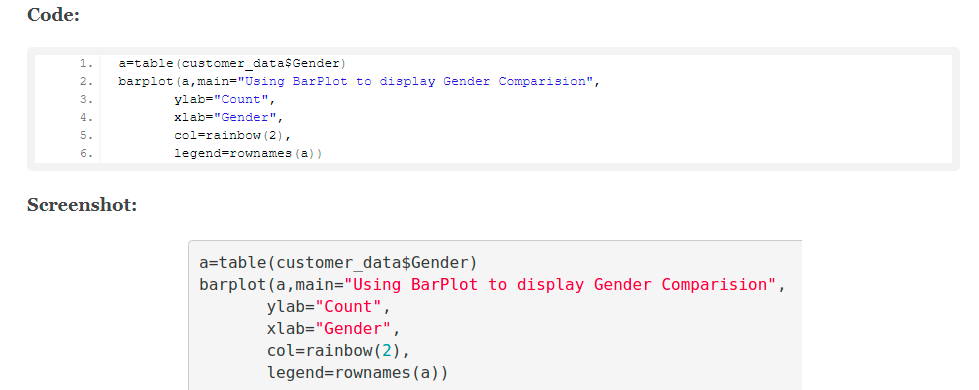 Code:
1. a=table(customer_data$Gender)
2. barplot(a,main="Using BarPlot to display Gender Comparision",
3. ylab="Count",
4. xlab="Gender",
5. col=rainbow(2),
6. legend=rownames(a))
Screenshot:
a=table(customer_data$Gender)
barplot(a,main="Using BarPlot to display Gender Comparision",
ylab="Count",
xlab="Gender",
col=rainbow(2),
legend=rownames(a))